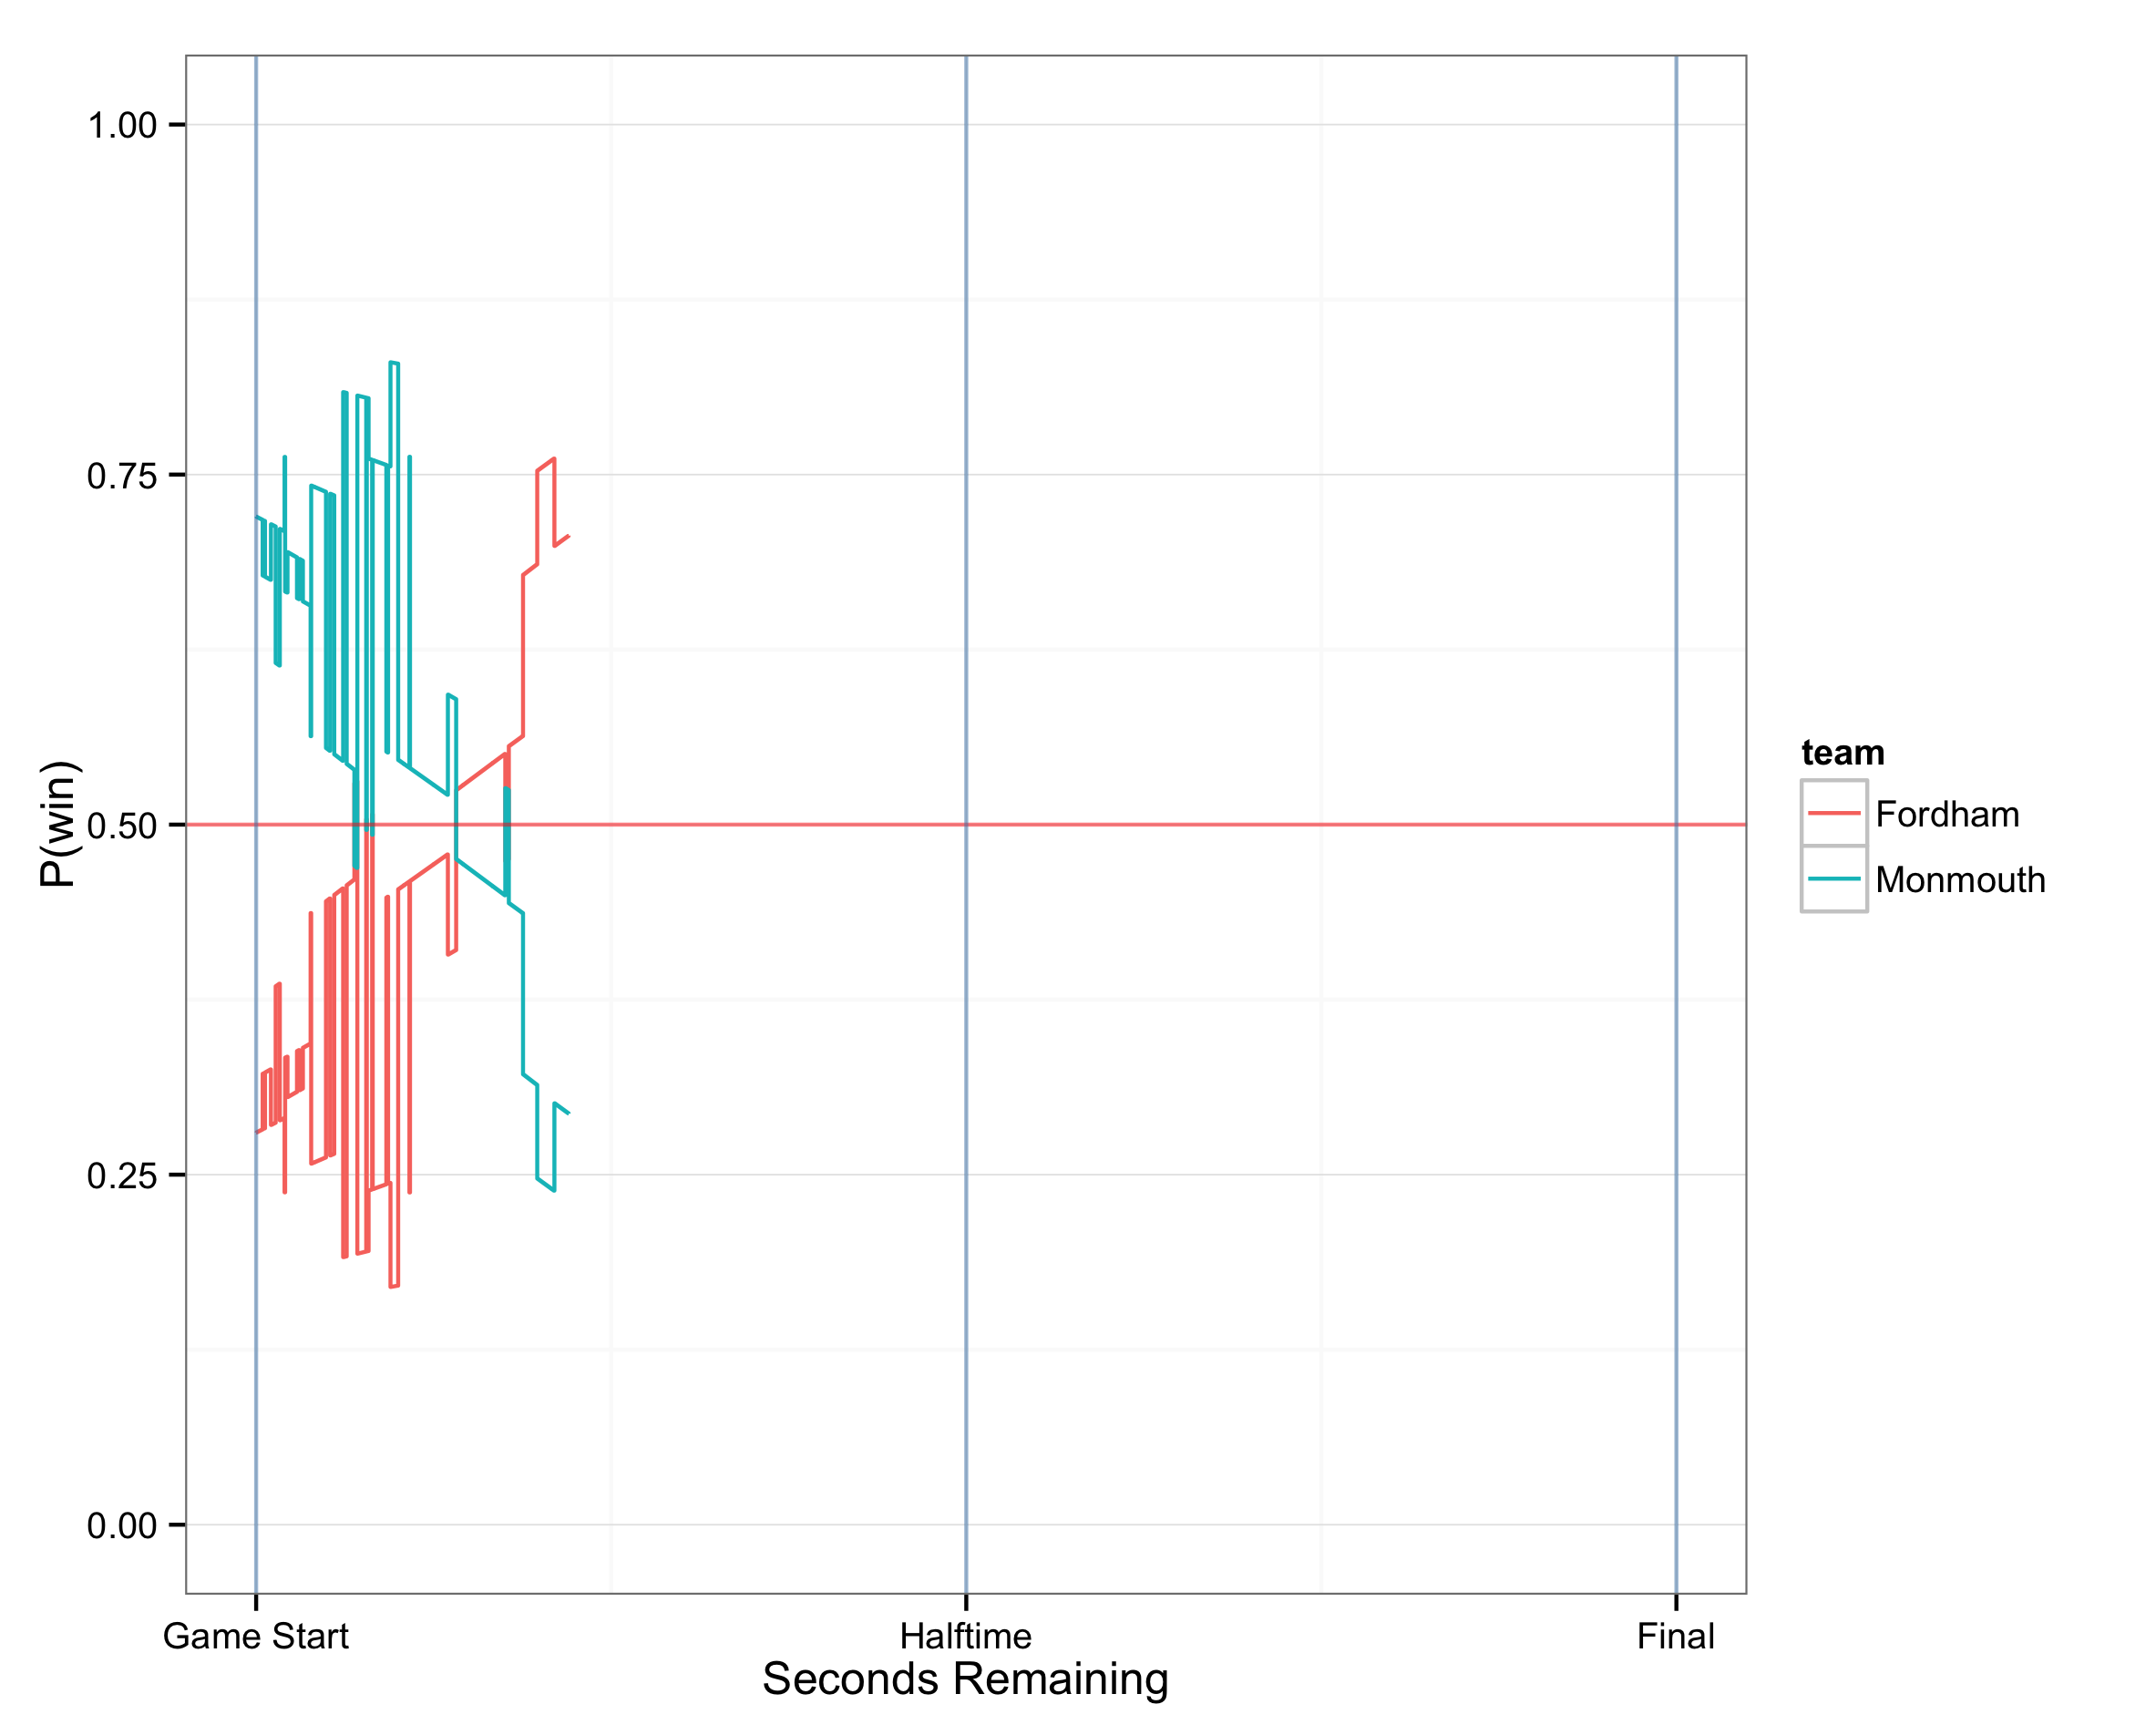 1.00
0.75
0.50
0.25
0.00
P(win)
Game Start
Halftime
Final
Seconds Remaining
team
Fordham
Monmouth